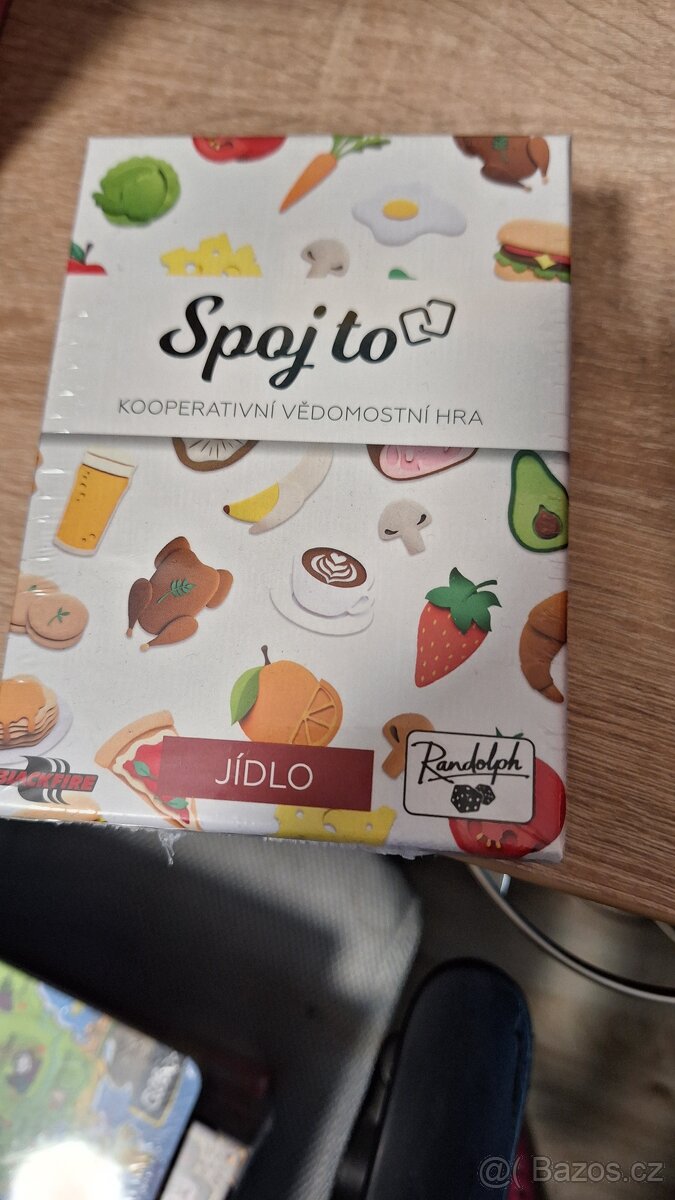 Spoj to
KOOPERATIVNÍ VĚDOMOSTNÍ HRA
JÍDLO
BLACKFIRE
Randolph
@( Bazos.cz